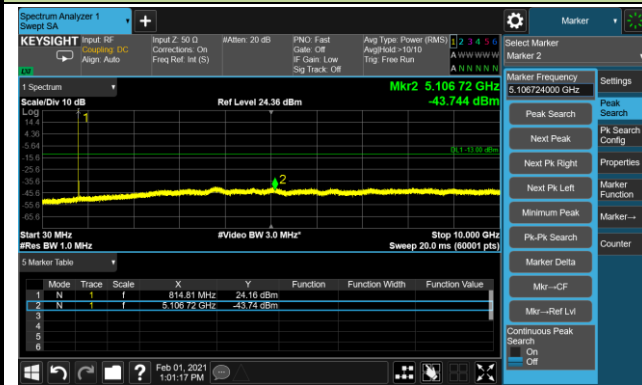 Spectrum Analyzer 1
Swept SA
Marker
KEYSIGHT
Input: RF
Coupling: DC
Align: Auto
Input Z: 50 Ω
Corrections: On
Freq Ref: Int (S)
#Atten: 20 dB
PNO: Fast
Gate: Off
IF Gain: Low
Sig Track: Off
Avg Type: Power (RMS)
Avg|Hold:>10/10
Trig: Free Run
1 2 3 4 5 6
A W W W W W
A N N N N N
Select Marker
Marker 2
1 Spectrum
Mkr2 5.106 72 GHz
Scale/Div 10 dB
Ref Level 24.36 dBm
-43.744 dBm
Log
14.4
4.36
-5.64
-15.6
-25.6
-35.6
-45.6
-55.6
-65.6
1
DL1 -13.00 dBm
2
Start 30 MHz
#Video BW 3.0 MHz*
Stop 10.000 GHz
#Res BW 1.0 MHz
Sweep 20.0 ms (60001 pts)
5 Marker Table
Mode Trace Scale X Y Function Function Width Function Value
1 N 1 f 814.81 MHz 24.16 dBm
2 N 1 f 5.106 72 GHz -43.74 dBm
3
4
5
6
Marker Frequency
5.106724000 GHz
Peak Search
Next Peak
Next Pk Right
Next Pk Left
Minimum Peak
Pk-Pk Search
Marker Delta
Mkr→CF
Mkr→Ref Lvl
Continuous Peak
Search
On
Off
Settings
Peak
Search
Pk Search
Config
Properties
Marker
Function
Marker→
Counter
Feb 01, 2021
1:01:17 PM